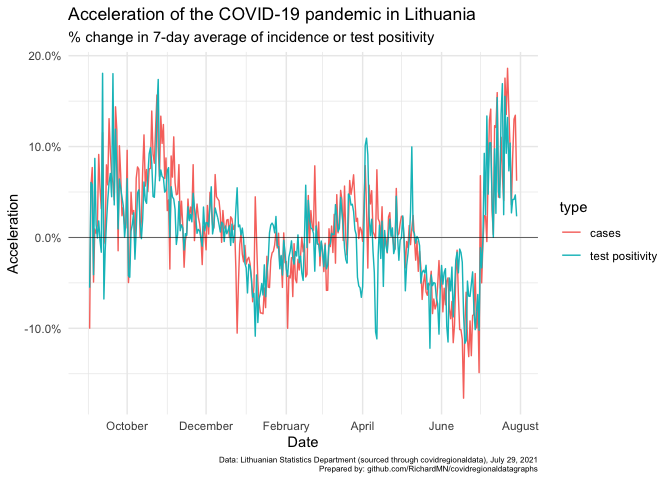 Acceleration of the COVID-19 pandemic in Lithuania
% change in 7-day average of incidence or test positivity
20.0%
10.0%
0.0%
-10.0%
Acceleration
October
December
February
April
June
August
Date
type
cases
test positivity
Data: Lithuanian Statistics Department (sourced through covidregionaldata), July 29, 2021
Prepared by: github.com/RichardMN/covidregionaldatagraphs